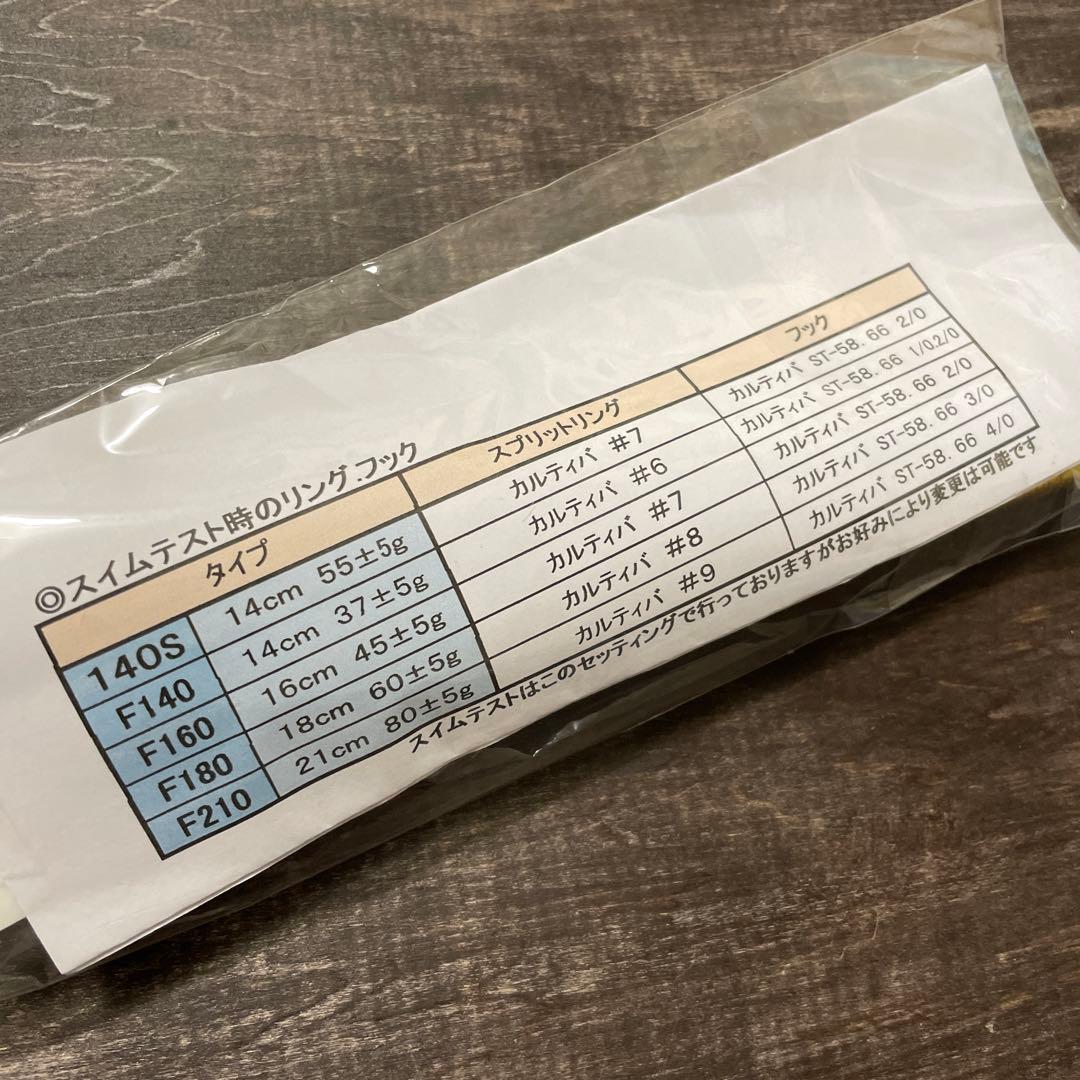 ◎スイムテスト時のリング.フック
タイプ スプリットリング フック
140S 14cm 55±5g カルティバ #7 カルティバ ST-58. 66 2/0
F140 14cm 37±5g カルティバ #6 カルティバ ST-58. 66 1/0.2/0
F160 16cm 45±5g カルティバ #7 カルティバ ST-58. 66 2/0
F180 18cm 60±5g カルティバ #8 カルティバ ST-58. 66 3/0
F210 21cm 80±5g カルティバ #9 カルティバ ST-58. 66 4/0
スイムテストはこのセッティングで行っておりますがお好みにより変更は可能です